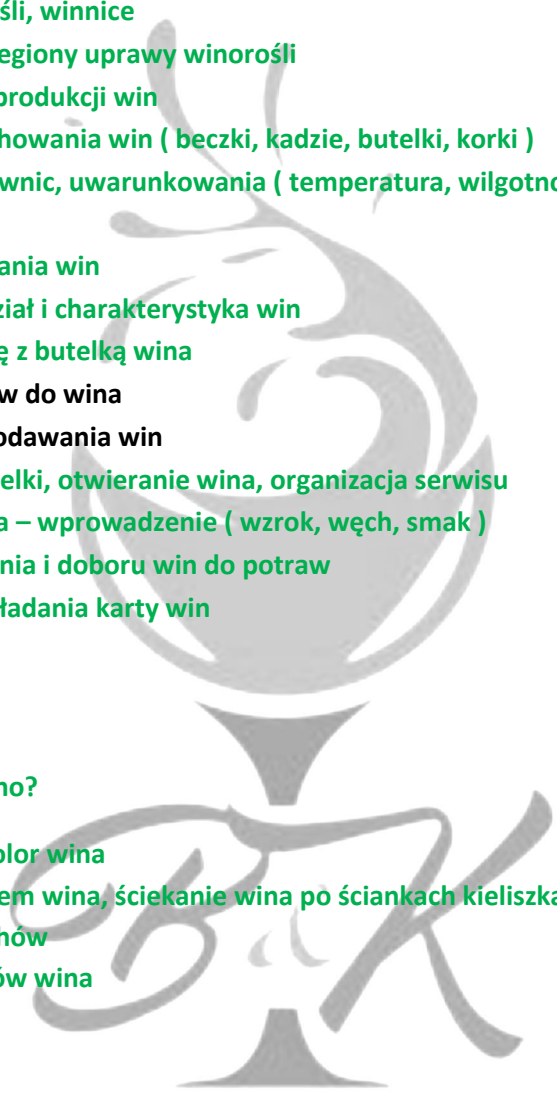 śli, winnice
egiony uprawy winorośli
produkcji win
howania win ( beczki, kadzie, butelki, korki )
wnic, uwarunkowania ( temperatura, wilgotno
ania win
ział i charakterystyka win
ę z butelką wina
w do wina
odawania win
elki, otwieranie wina, organizacja serwisu
a – wprowadzenie ( wzrok, węch, smak )
nia i doboru win do potraw
ładania karty win
no?
olor wina
em wina, ściekanie wina po ściankach kieliszka
hów
ów wina
B K